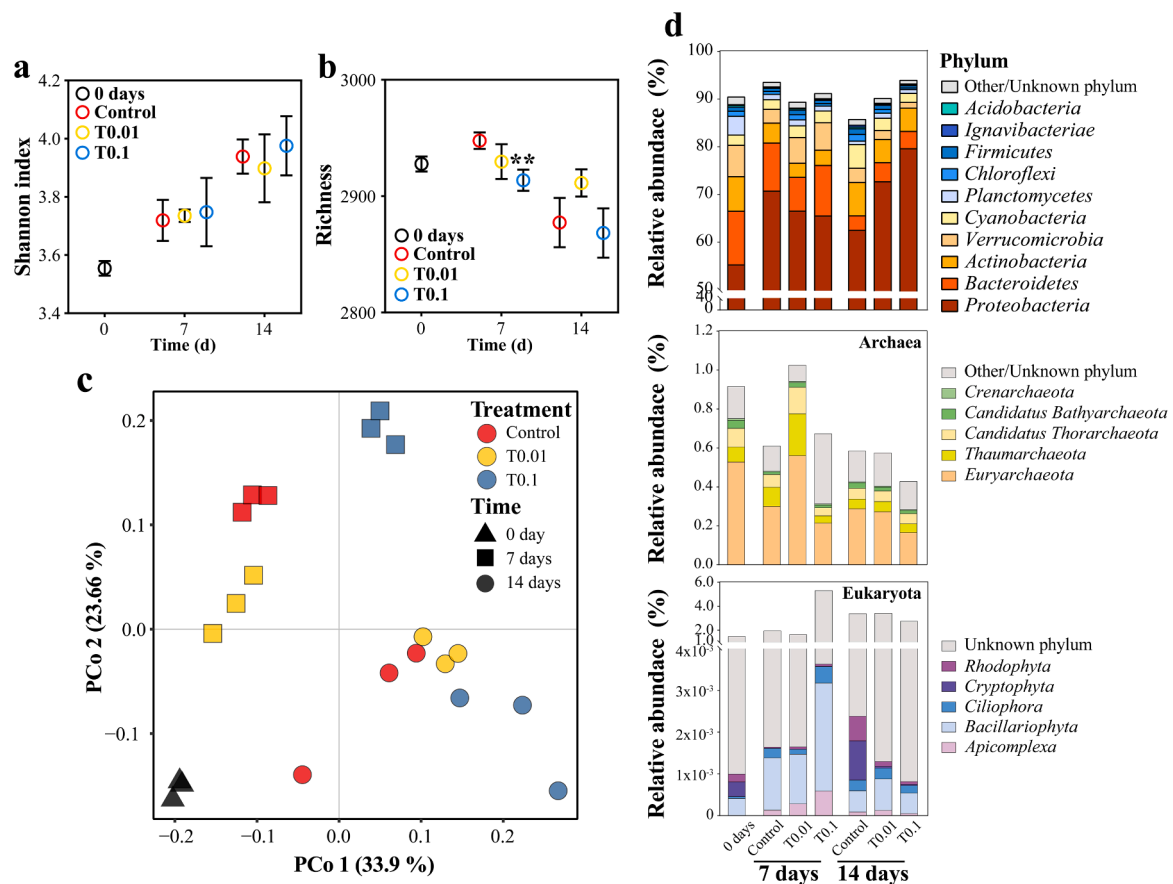 a
Shannon index
4.2
4.0
3.8
3.6
3.4
0 days
Control
T0.01
T0.1
0
7
14
Time (d)
b
Richness
3000
2900
2800
**
0 days
Control
T0.01
T0.1
0
7
14
Time (d)
c
PCo 2 (23.66 %)
0.2
0.1
0.0
−0.1
Treatment
Control
T0.01
T0.1
Time
0 day
7 days
14 days
−0.2
−0.1
0.0
0.1
0.2
PCo 1 (33.9 %)
d
Relative abundace (%)
100
90
80
70
60
50
40
0
Phylum
Other/Unknown phylum
Acidobacteria
Ignavibacteriae
Firmicutes
Chloroflexi
Planctomycetes
Cyanobacteria
Verrucomicrobia
Actinobacteria
Bacteroidetes
Proteobacteria
Relative abundace (%)
1.2
1.0
0.8
0.6
0.4
0.2
0.0
Archaea
Other/Unknown phylum
Crenarchaeota
Candidatus Bathyarchaeota
Candidatus Thorarchaeota
Thaumarchaeota
Euryarchaeota
Relative abundace (%)
6.0
4.0
2.0
1.0
4x10⁻³
3x10⁻³
2x10⁻³
1x10⁻³
0
Eukaryota
Unknown phylum
Rhodophyta
Cryptophyta
Ciliophora
Bacillariophyta
Apicomplexa
0 days
Control
T0.01
T0.1
Control
T0.01
T0.1
7 days
14 days